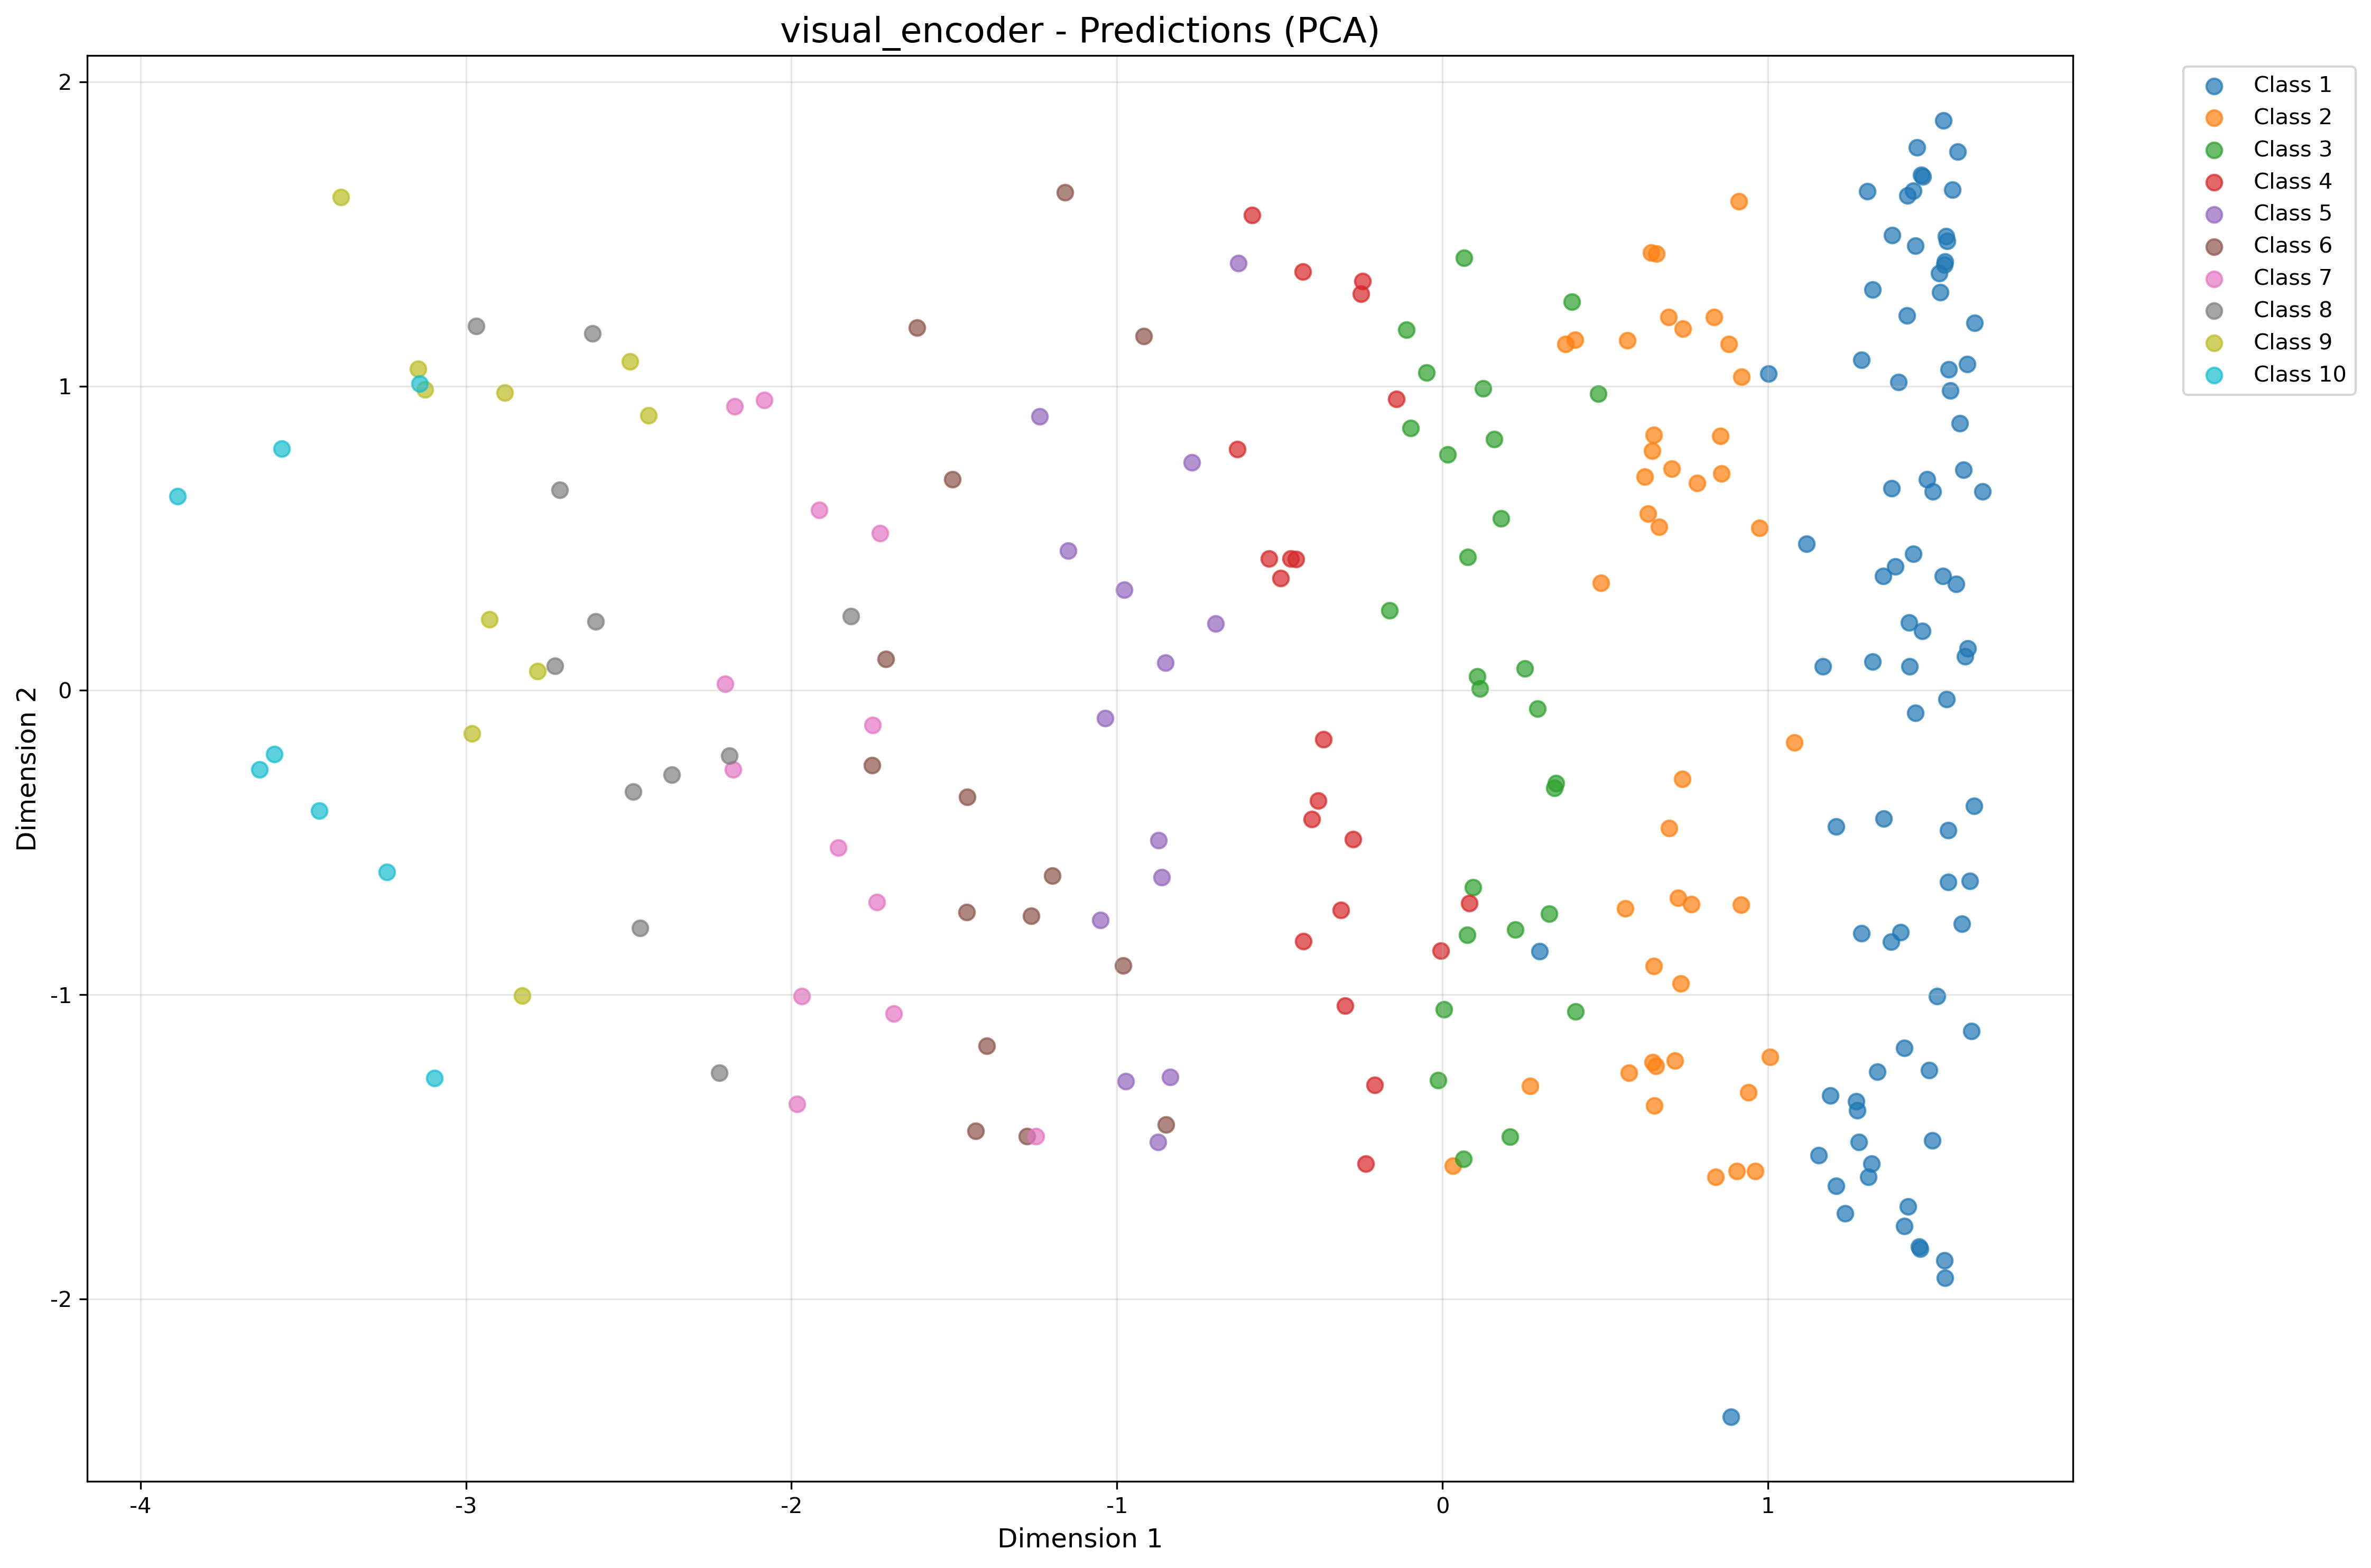 visual_encoder - Predictions (PCA)
Class 1
Class 2
Class 3
Class 4
Class 5
Class 6
Class 7
Class 8
Class 9
Class 10
2
1
0
-1
-2
Dimension 2
-4
-3
-2
-1
0
1
Dimension 1